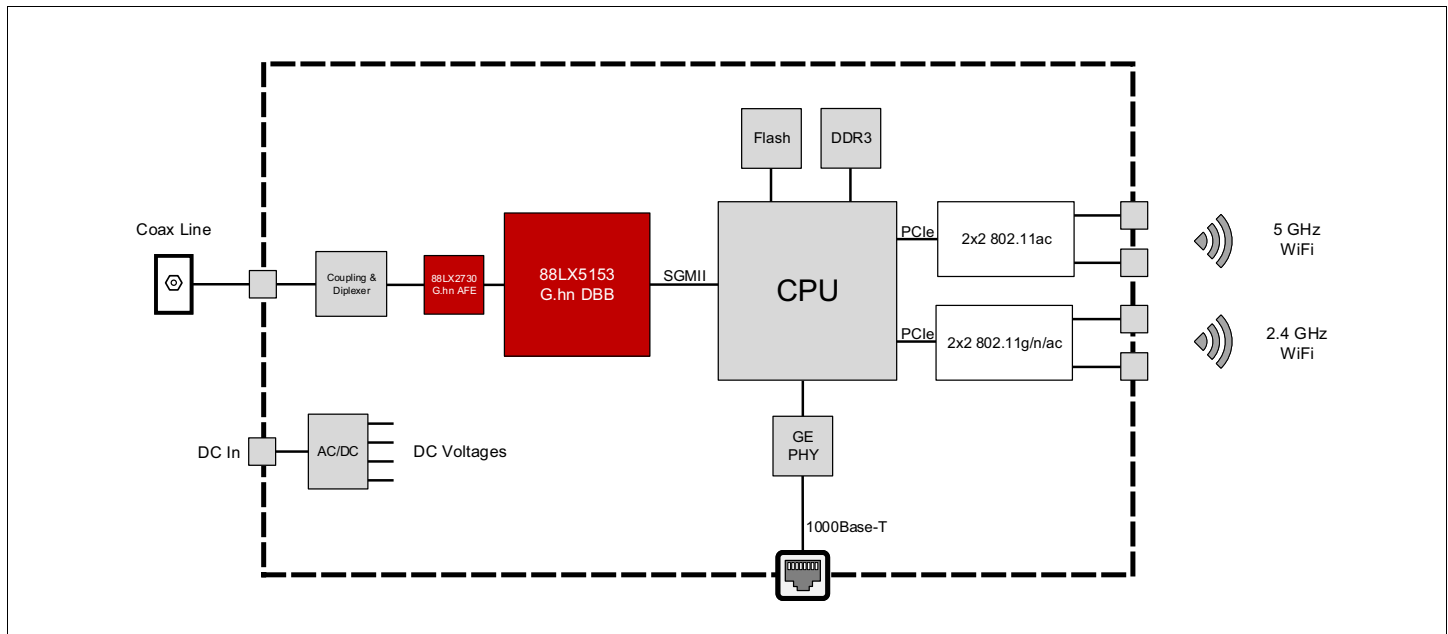 Flash
DDR3
Coax Line
Coupling &
Diplexer
88LX2730
G.hn AFE
88LX5153
G.hn DBB
SGMII
CPU
PCIe
2x2 802.11ac
5 GHz
WiFi
PCIe
2x2 802.11g/n/ac
2.4 GHz
WiFi
DC In
AC/DC
DC Voltages
GE
PHY
1000Base-T